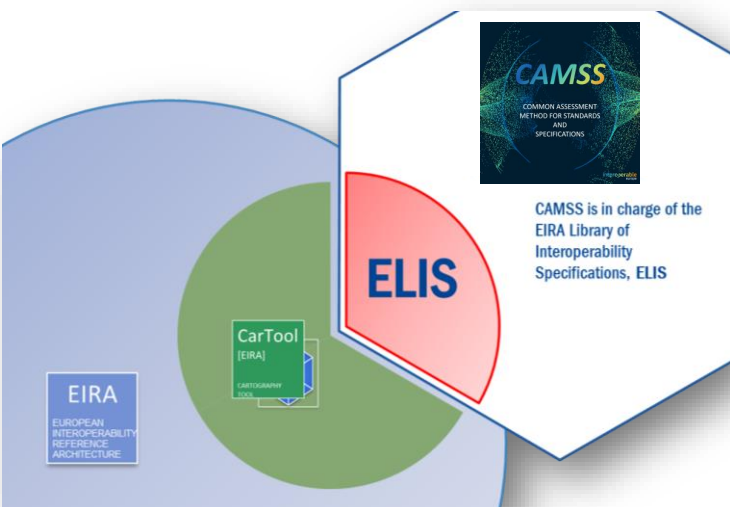 CAMSS
COMMON ASSESSMENT
METHOD FOR STANDARDS
AND
SPECIFICATIONS
interoperable
europe
CAMSS is in charge of the
EIRA Library of
Interoperability
Specifications, ELIS
ELIS
CarTool
[EIRA]
CARTOGRAPHY
TOOL
EIRA
EUROPEAN
INTEROPERABILITY
REFERENCE
ARCHITECTURE